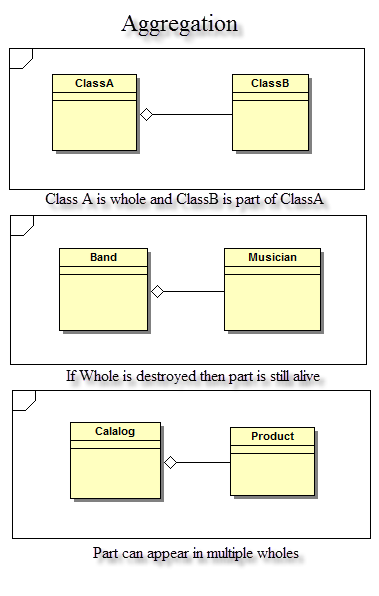 Aggregation
ClassA
ClassB
Class A is whole and ClassB is part of ClassA
Band
Musician
If Whole is destroyed then part is still alive
Calalog
Product
Part can appear in multiple wholes